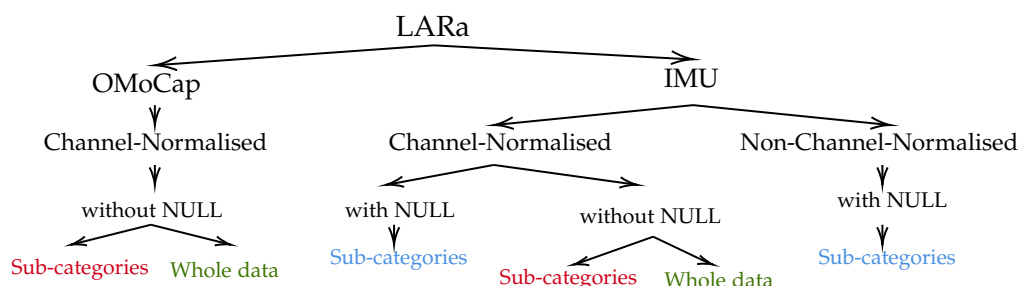 LARa
OMoCap
IMU
Channel-Normalised
Channel-Normalised
Non-Channel-Normalised
without NULL
with NULL
without NULL
with NULL
Sub-categories
Whole data
Sub-categories
Sub-categories
Whole data
Sub-categories